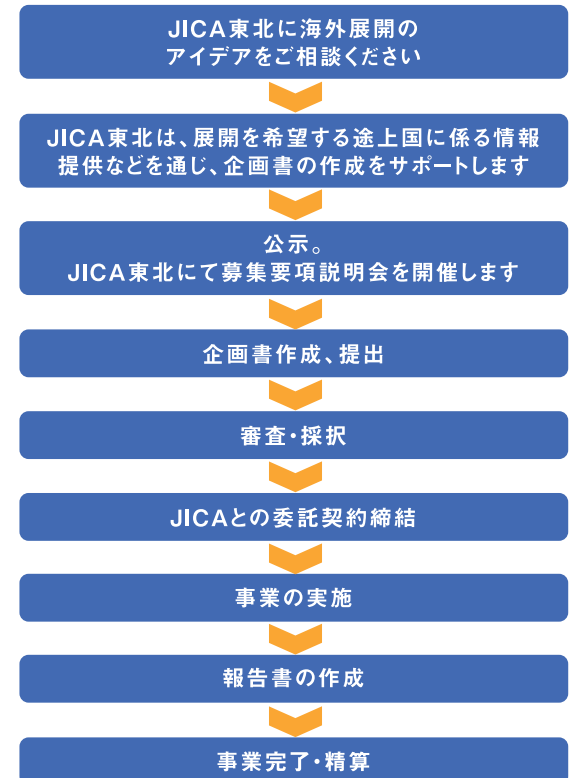 JICA東北に海外展開の
アイデアをご相談ください
JICA東北は、展開を希望する途上国に係る情報
提供などを通じ、企画書の作成をサポートします
公示。
JICA東北にて募集要項説明会を開催します
企画書作成、提出
審査・採択
JICAとの委託契約締結
事業の実施
報告書の作成
事業完了・精算